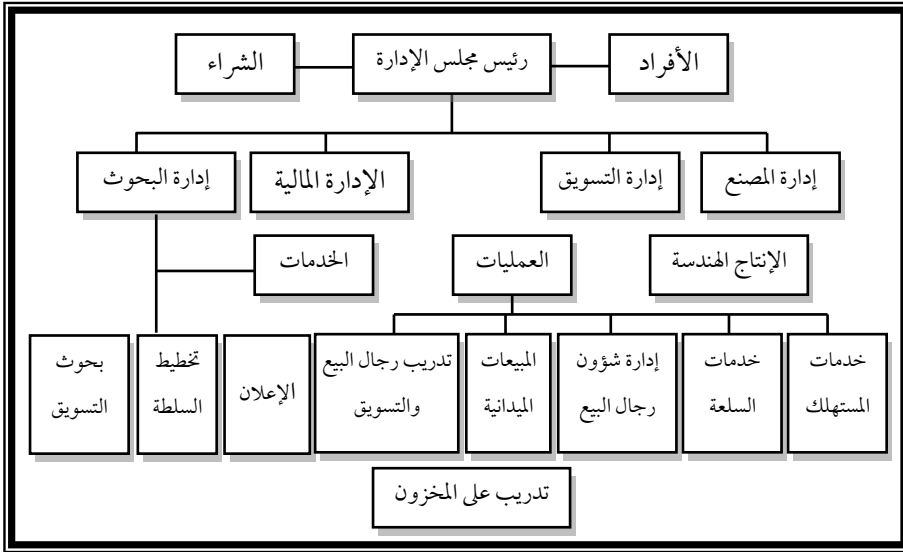 الأفراد
رئيس مجلس الإدارة
الشراء
إدارة المصنع
إدارة التسويق
الإدارة المالية
إدارة البحوث
الإنتاج الهندسة
العمليات
الخدمات
خدمات
المستهلك
خدمات
السلعة
إدارة شؤون
رجال البيع
المبيعات
الميدانية
تدريب رجال البيع
والتسويق
الإعلان
تخطيط
السلطة
بحوث
التسويق
تدريب على المخزون